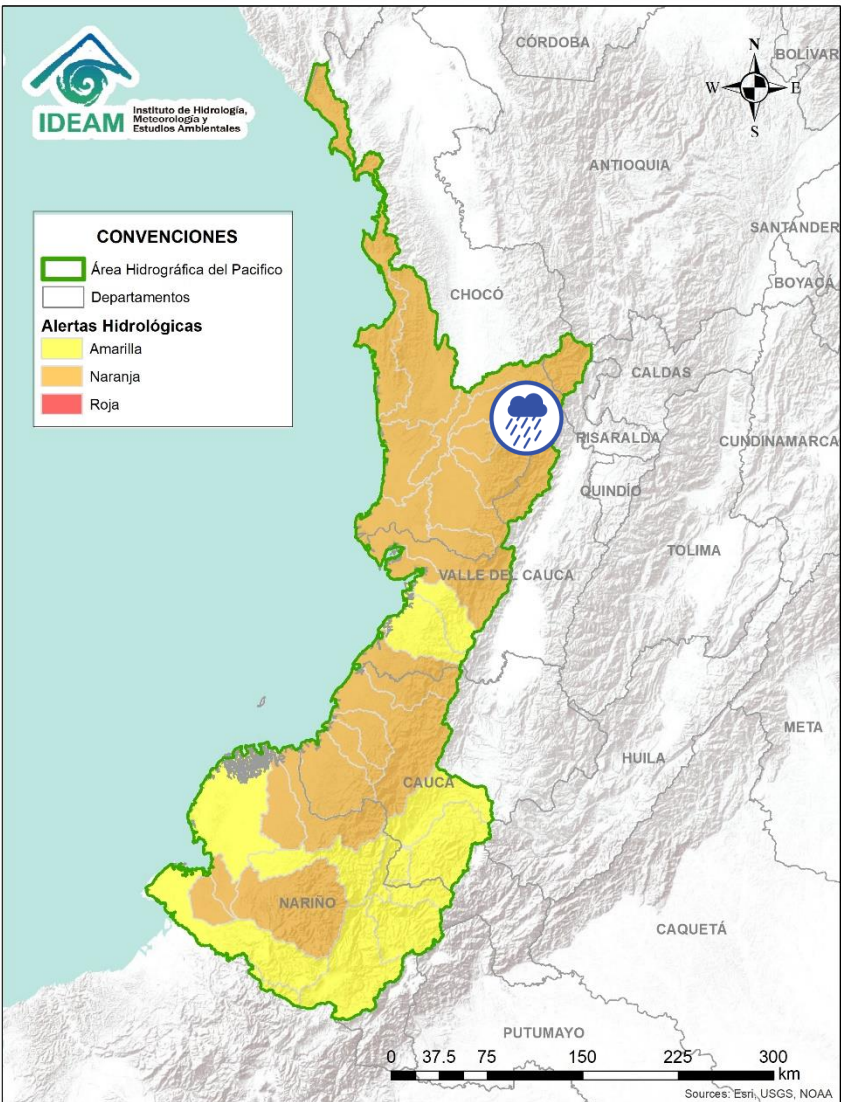 IDEAM
Instituto de Hidrología,
Meteorología y
Estudios Ambientales
N
W E
S
CÓRDOBA
BOLÍVAR
ANTIOQUIA
SANTANDER
BOYACÁ
CONVENCIONES
Área Hidrográfica del Pacifico
Departamentos
Alertas Hidrológicas
Amarilla
Naranja
Roja
CHOCÓ
CALDAS
RISARALDA
CUNDINAMARCA
QUINDÍO
TOLIMA
VALLE DEL CAUCA
META
HUILA
CAUCA
NARIÑO
CAQUETÁ
PUTUMAYO
0 37.5 75 150 225 300
km
Sources: Esri, USGS, NOAA